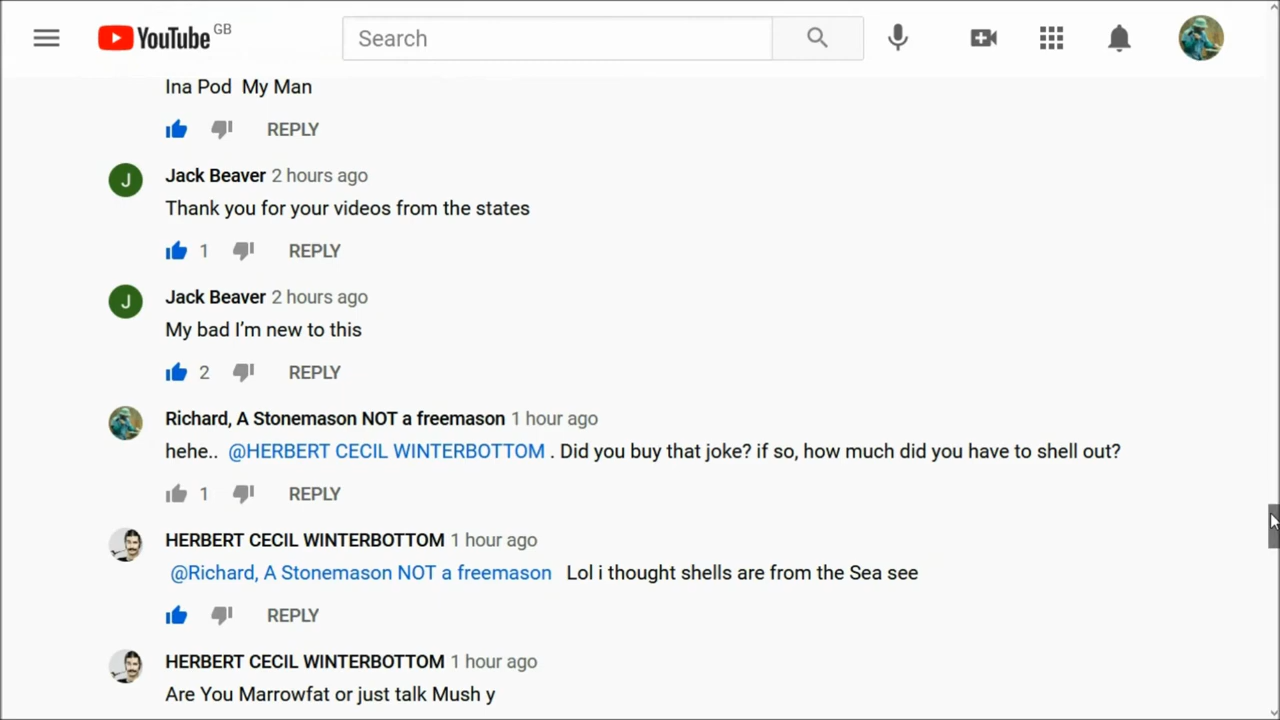 YouTube GB
Search
Ina Pod My Man
REPLY
J
Jack Beaver 2 hours ago
Thank you for your videos from the states
1 REPLY
J
Jack Beaver 2 hours ago
My bad I’m new to this
2 REPLY
Richard, A Stonemason NOT a freemason 1 hour ago
hehe.. @HERBERT CECIL WINTERBOTTOM . Did you buy that joke? if so, how much did you have to shell out?
1 REPLY
HERBERT CECIL WINTERBOTTOM 1 hour ago
@Richard, A Stonemason NOT a freemason Lol i thought shells are from the Sea see
REPLY
HERBERT CECIL WINTERBOTTOM 1 hour ago
Are You Marrowfat or just talk Mush y